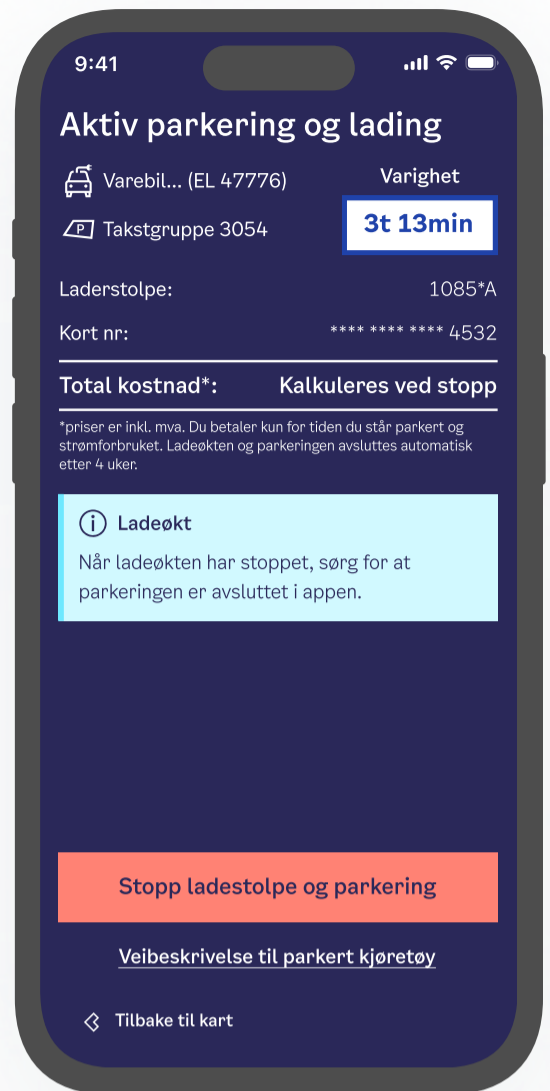 9:41
Aktiv parkering og lading
Varebil... (EL 47776)
Varighet
3t 13min
P Takstgruppe 3054
Laderstolpe: 1085*A
Kort nr: **** **** **** 4532
Total kostnad*: Kalkuleres ved stopp
*priser er inkl. mva. Du betaler kun for tiden du står parkert og
strømforbruket. Ladeøkten og parkeringen avsluttes automatisk
etter 4 uker.
Ladeøkt
Når ladeøkten har stoppet, sørg for at
parkeringen er avsluttet i appen.
Stopp ladestolpe og parkering
Veibeskrivelse til parkert kjøretøy
Tilbake til kart